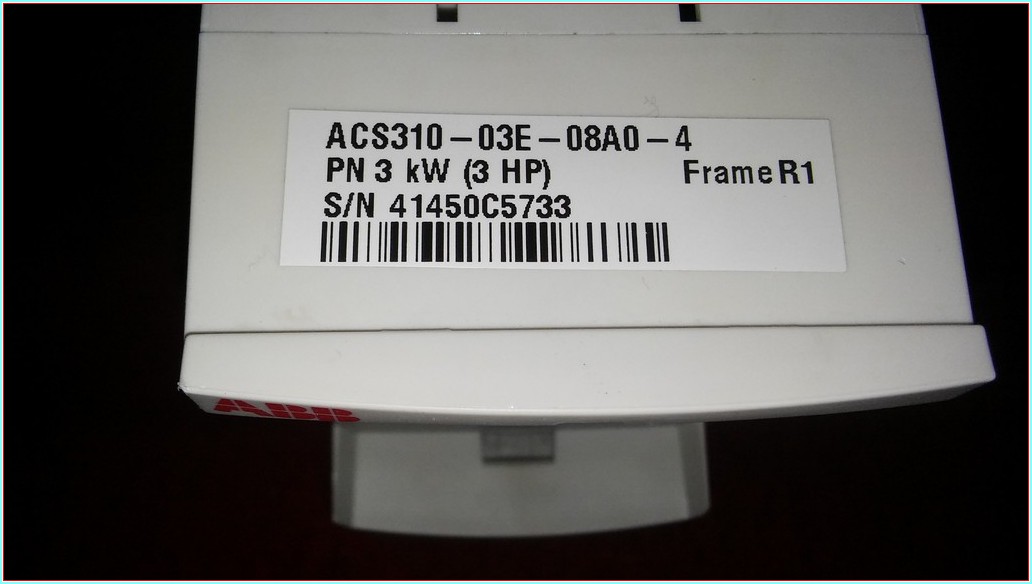 ACS310-03E-08A0-4
PN 3 kW (3 HP) Frame R1
S/N 41450C5733
ABB